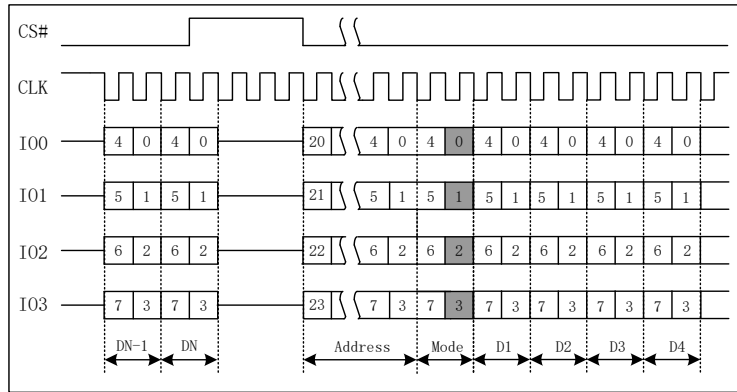 CS#
CLK
IO0 4 0 4 0 20 4 0 4 0 4 0 4 0 4 0 4 0
IO1 5 1 5 1 21 5 1 5 1 5 1 5 1 5 1 5 1
IO2 6 2 6 2 22 6 2 6 2 6 2 6 2 6 2 6 2
IO3 7 3 7 3 23 7 3 7 3 7 3 7 3 7 3 7 3
DN-1 DN Address Mode D1 D2 D3 D4